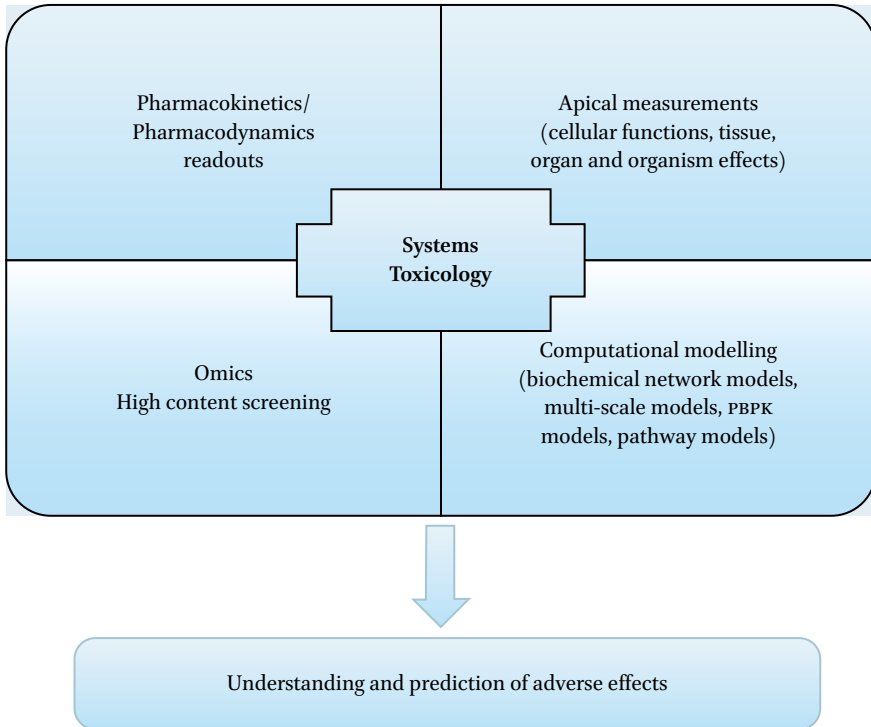 Pharmacokinetics/
Pharmacodynamics
readouts
Apical measurements
(cellular functions, tissue,
organ and organism effects)
Systems
Toxicology
Omics
High content screening
Computational modelling
(biochemical network models,
multi-scale models, PBPK
models, pathway models)
Understanding and prediction of adverse effects